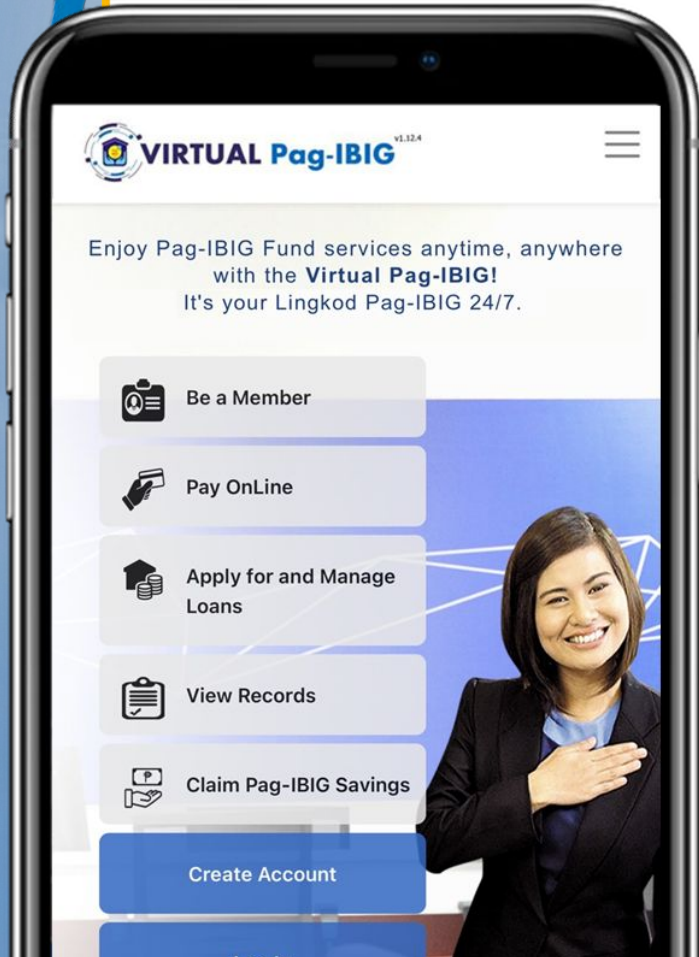 VIRTUAL Pag-IBIG v1.12.4
Enjoy Pag-IBIG Fund services anytime, anywhere
with the Virtual Pag-IBIG!
It's your Lingkod Pag-IBIG 24/7.
Be a Member
Pay OnLine
Apply for and Manage
Loans
View Records
Claim Pag-IBIG Savings
Create Account